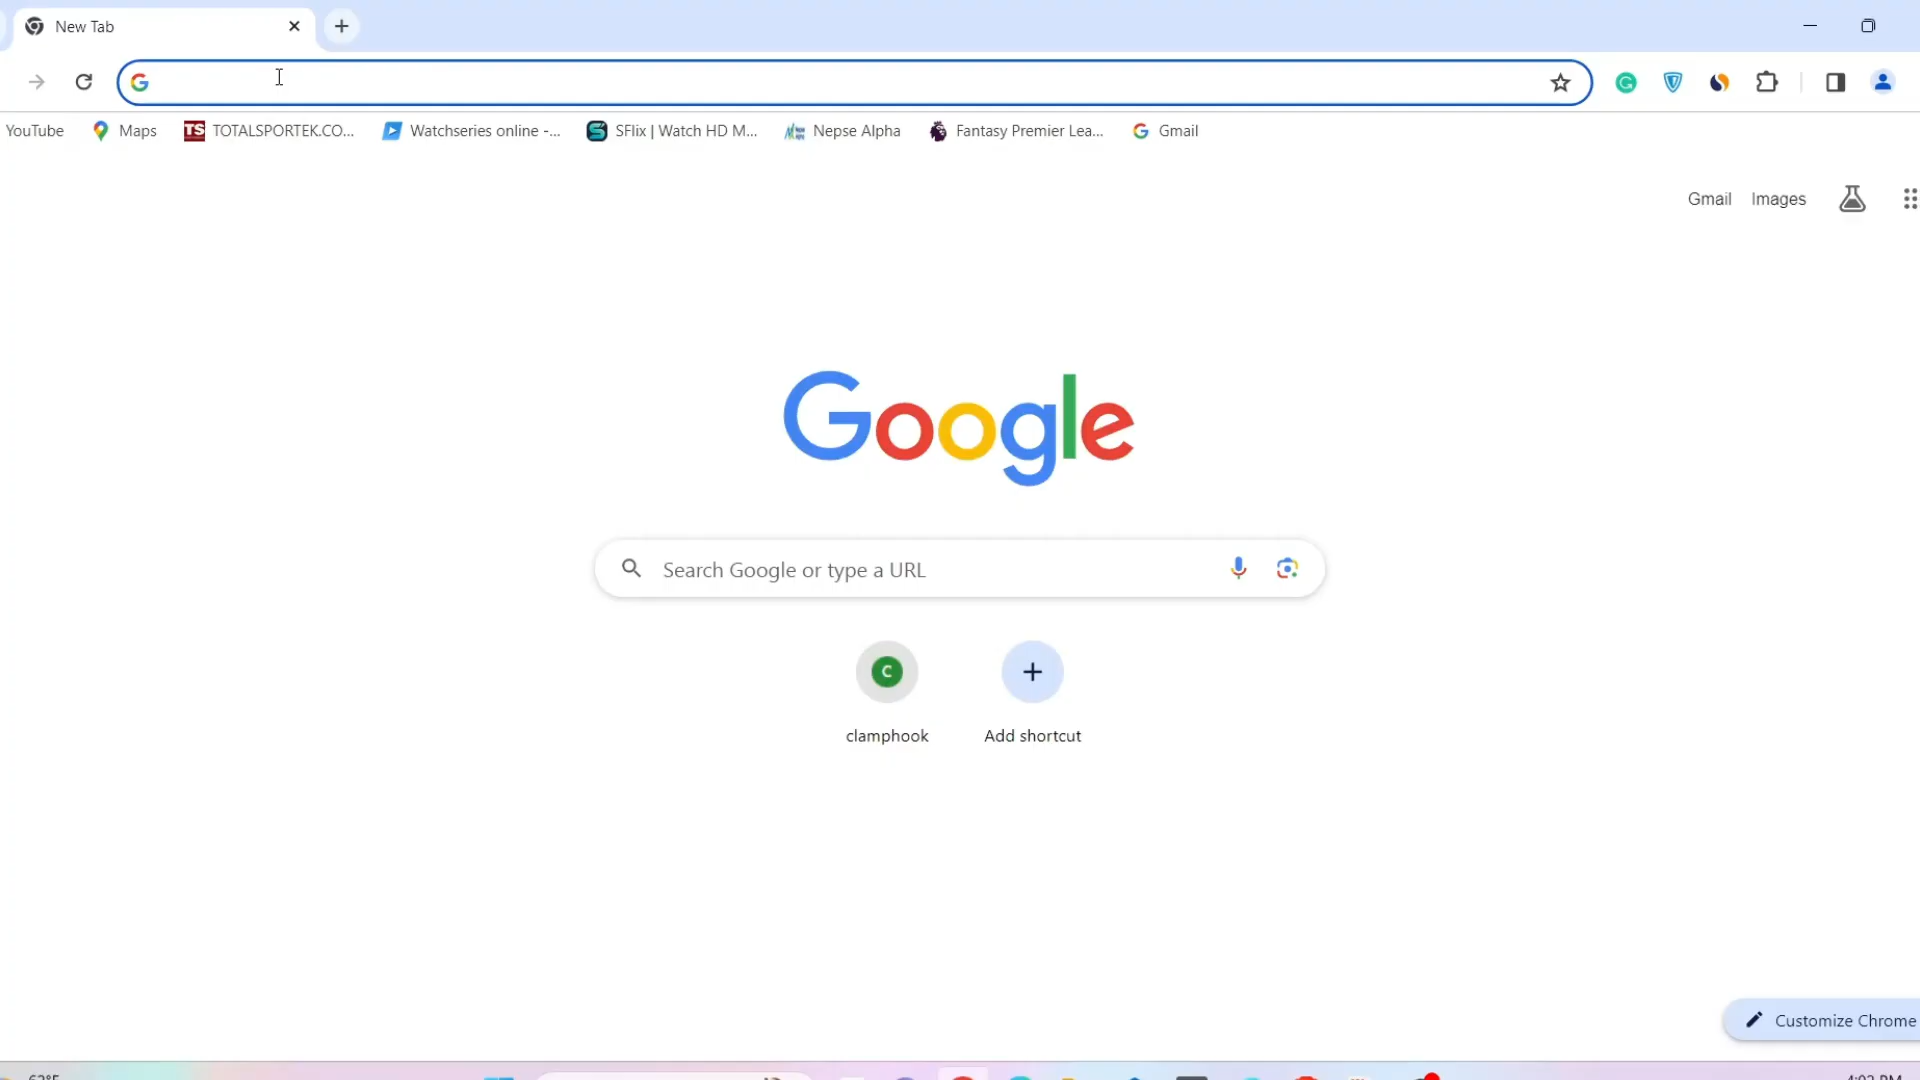 New Tab
YouTube Maps TS TOTALSPORTEK.CO... Watchseries online -... SFlix | Watch HD M... Nepse Alpha Fantasy Premier Lea... Gmail
Gmail Images
Google
Search Google or type a URL
C
clamphook Add shortcut
Customize Chrome